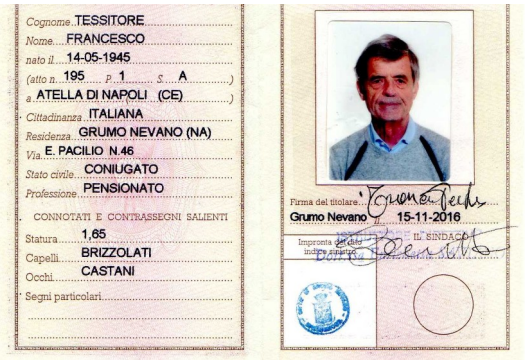 Cognome TESSITORE
Nome FRANCESCO
nato il 14-05-1945
(atto n. 195 P. 1 S. A )
a ATELLA DI NAPOLI (CE) )
Cittadinanza ITALIANA
Residenza GRUMO NEVANO (NA)
Via E. PACILIO N.46
Stato civile CONIUGATO
Professione PENSIONATO
CONNOTATI E CONTRASSEGNI SALIENTI
Statura 1,65
Capelli BRIZZOLATI
Occhi CASTANI
Segni particolari
Firma del titolare
Grumo Nevano li 15-11-2016
Impronta del dito
indice sinistro
IL SINDACO